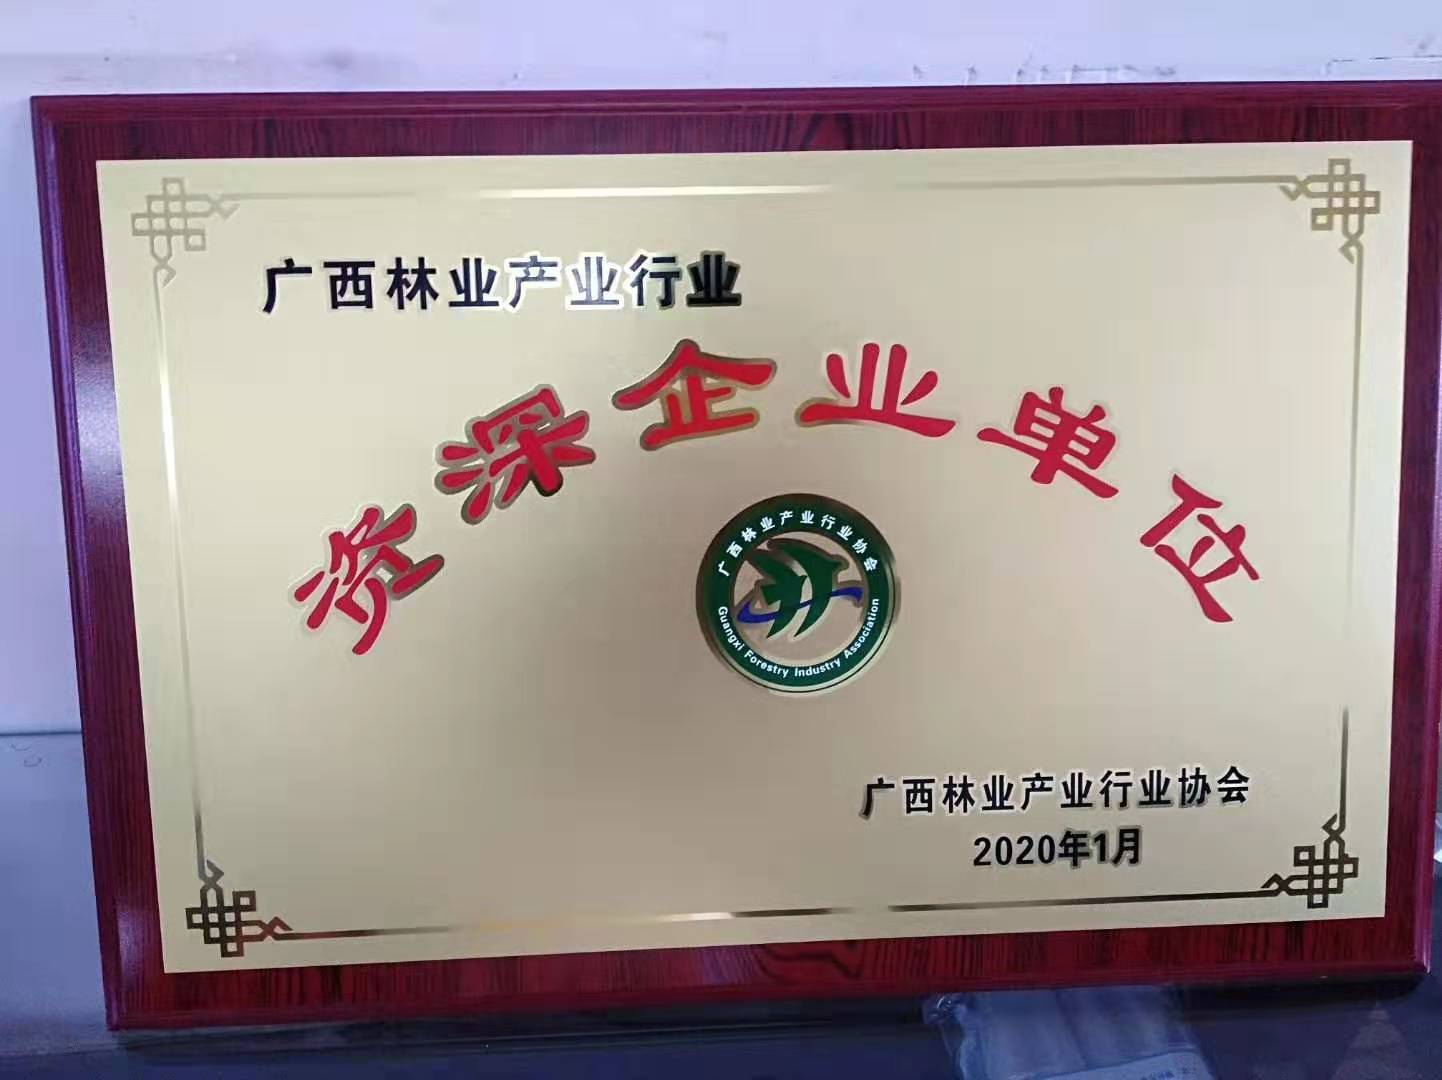 广西林业产业行业
资深企业单位
广西林业产业行业协会
Guangxi Forestry Industry Association
广西林业产业行业协会
2020年1月